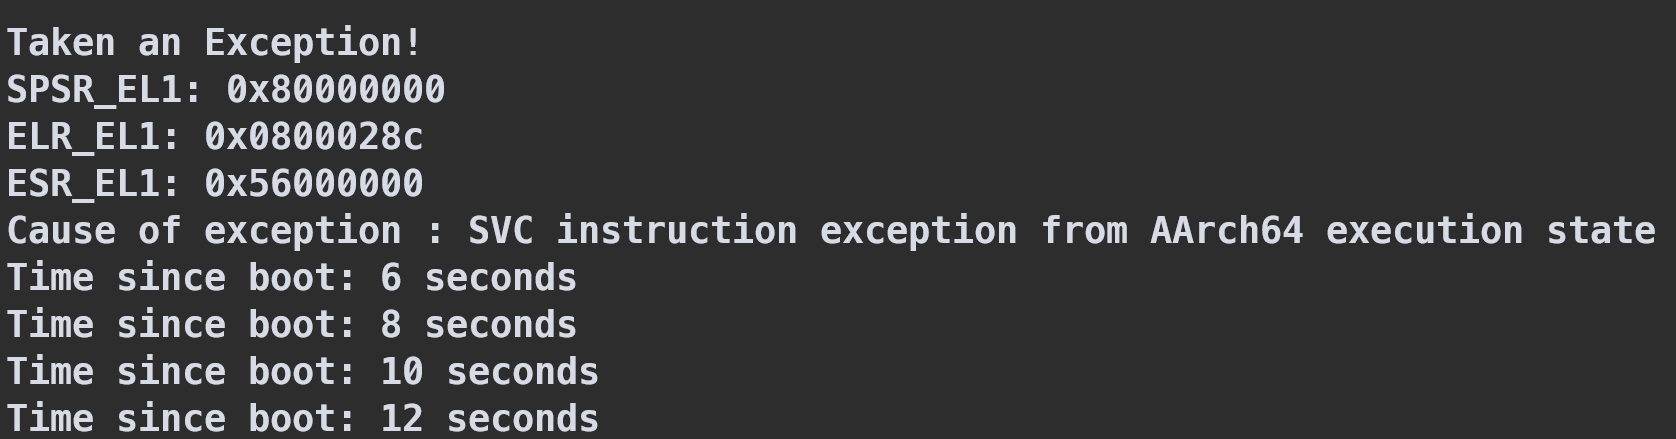 Taken an Exception!
SPSR_EL1: 0x80000000
ELR_EL1: 0x0800028c
ESR_EL1: 0x56000000
Cause of exception : SVC instruction exception from AArch64 execution state
Time since boot: 6 seconds
Time since boot: 8 seconds
Time since boot: 10 seconds
Time since boot: 12 seconds